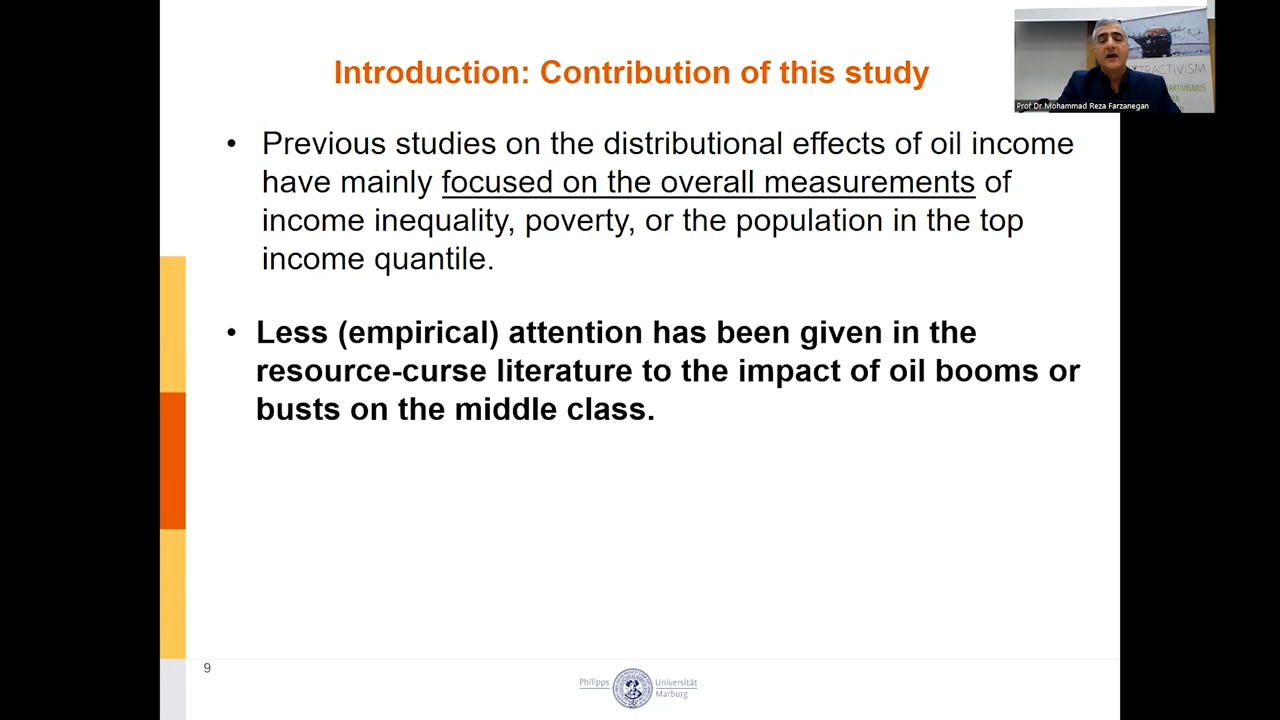 Introduction: Contribution of this study
TRACTIVISM
Prof Dr Mohammad Reza Farzanegan
• Previous studies on the distributional effects of oil income
have mainly focused on the overall measurements of
income inequality, poverty, or the population in the top
income quantile.
• Less (empirical) attention has been given in the
resource-curse literature to the impact of oil booms or
busts on the middle class.
9
Philipps Universität
Marburg